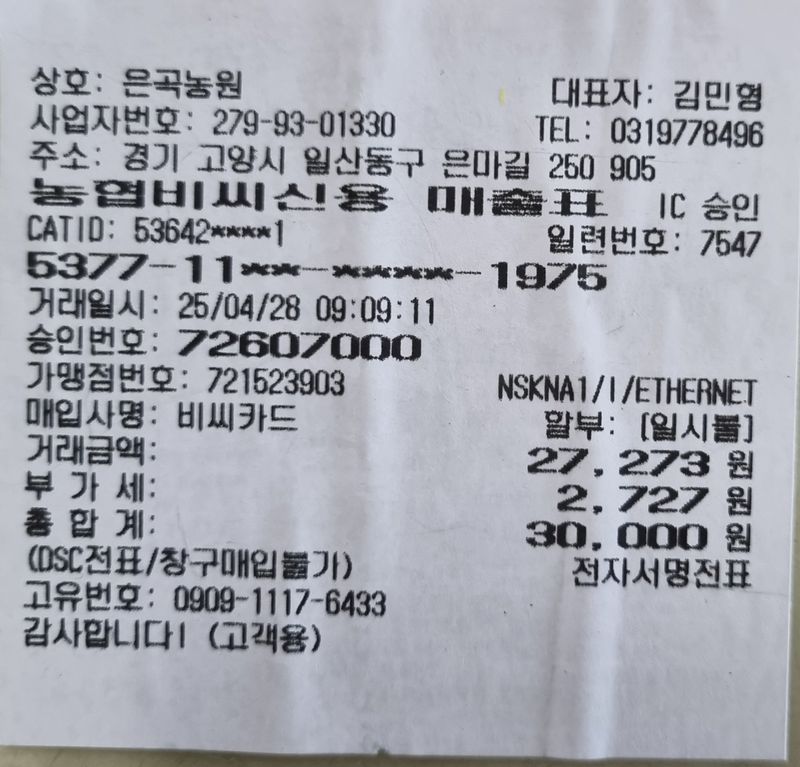 상호: 은곡농원 대표자: 김민형
사업자번호: 279-93-01330 TEL: 0319778496
주소: 경기 고양시 일산동구 은마길 250 905
농협비씨신용 매출표 IC 승인
CATID: 53642****1 일련번호: 7547
5377-11**-****-1975
거래일시: 25/04/28 09:09:11
승인번호: 72607000
가맹점번호: 721523903 NSKNA1/I/ETHERNET
매입사명: 비씨카드 할부: [일시불]
거래금액: 27,273 원
부 가 세: 2,727 원
총 합 계: 30,000 원
(DSC전표/창구매입불가) 전자서명전표
고유번호: 0909-1117-6433
감사합니다! (고객용)